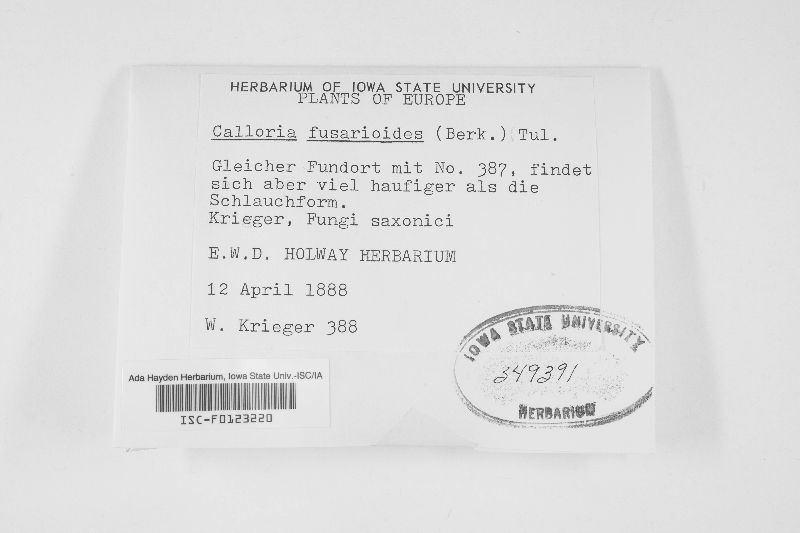 HERBARIUM OF IOWA STATE UNIVERSITY
PLANTS OF EUROPE
Calloria fusarioides (Berk.) Tul.
Gleicher Fundort mit No. 387, findet
sich aber viel haufiger als die
Schlauchform.
Krieger, Fungi saxonici
E.W.D. HOLWAY HERBARIUM
12 April 1888
W. Krieger 388
IOWA STATE UNIVERSITY
349391
HERBARIUM
Ada Hayden Herbarium, Iowa State Univ.-ISC/IA
ISC-F0123220